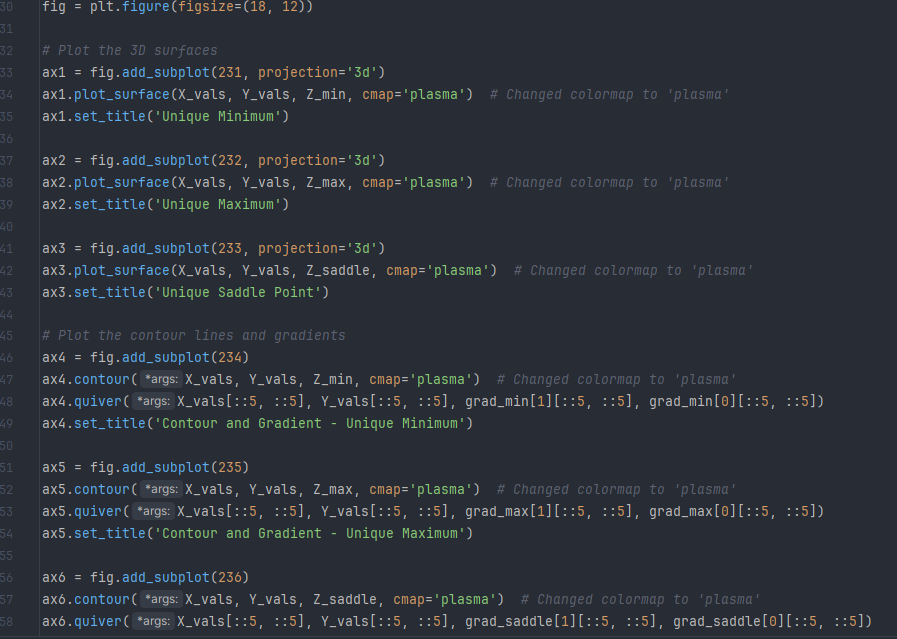 30 fig = plt.figure(figsize=(18, 12))
31
32 # Plot the 3D surfaces
33 ax1 = fig.add_subplot(231, projection='3d')
34 ax1.plot_surface(X_vals, Y_vals, Z_min, cmap='plasma')  # Changed colormap to 'plasma'
35 ax1.set_title('Unique Minimum')
36
37 ax2 = fig.add_subplot(232, projection='3d')
38 ax2.plot_surface(X_vals, Y_vals, Z_max, cmap='plasma')  # Changed colormap to 'plasma'
39 ax2.set_title('Unique Maximum')
40
41 ax3 = fig.add_subplot(233, projection='3d')
42 ax3.plot_surface(X_vals, Y_vals, Z_saddle, cmap='plasma')  # Changed colormap to 'plasma'
43 ax3.set_title('Unique Saddle Point')
44
45 # Plot the contour lines and gradients
46 ax4 = fig.add_subplot(234)
47 ax4.contour( *args: X_vals, Y_vals, Z_min, cmap='plasma')  # Changed colormap to 'plasma'
48 ax4.quiver( *args: X_vals[::5, ::5], Y_vals[::5, ::5], grad_min[1][::5, ::5], grad_min[0][::5, ::5])
49 ax4.set_title('Contour and Gradient - Unique Minimum')
50
51 ax5 = fig.add_subplot(235)
52 ax5.contour( *args: X_vals, Y_vals, Z_max, cmap='plasma')  # Changed colormap to 'plasma'
53 ax5.quiver( *args: X_vals[::5, ::5], Y_vals[::5, ::5], grad_max[1][::5, ::5], grad_max[0][::5, ::5])
54 ax5.set_title('Contour and Gradient - Unique Maximum')
55
56 ax6 = fig.add_subplot(236)
57 ax6.contour( *args: X_vals, Y_vals, Z_saddle, cmap='plasma')  # Changed colormap to 'plasma'
58 ax6.quiver( *args: X_vals[::5, ::5], Y_vals[::5, ::5], grad_saddle[1][::5, ::5], grad_saddle[0][::5, ::5])